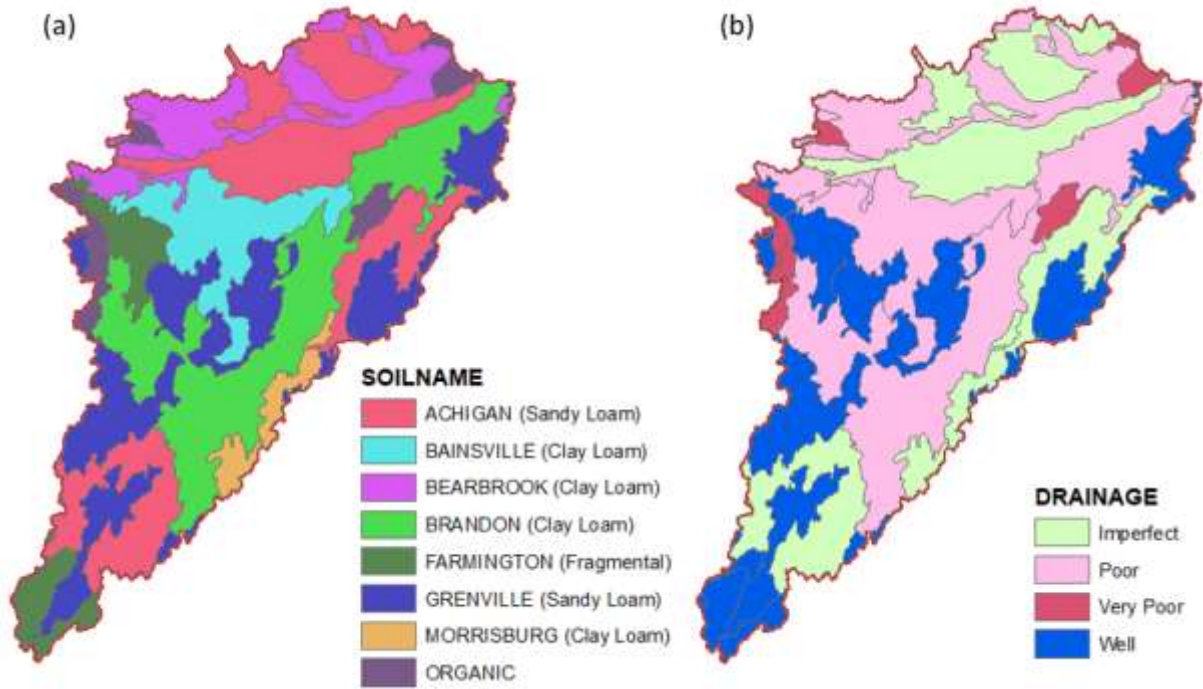 (a)
SOILNAME
ACHIGAN (Sandy Loam)
BAINSVILLE (Clay Loam)
BEARBROOK (Clay Loam)
BRANDON (Clay Loam)
FARMINGTON (Fragmental)
GRENVILLE (Sandy Loam)
MORRISBURG (Clay Loam)
ORGANIC
(b)
DRAINAGE
Imperfect
Poor
Very Poor
Well